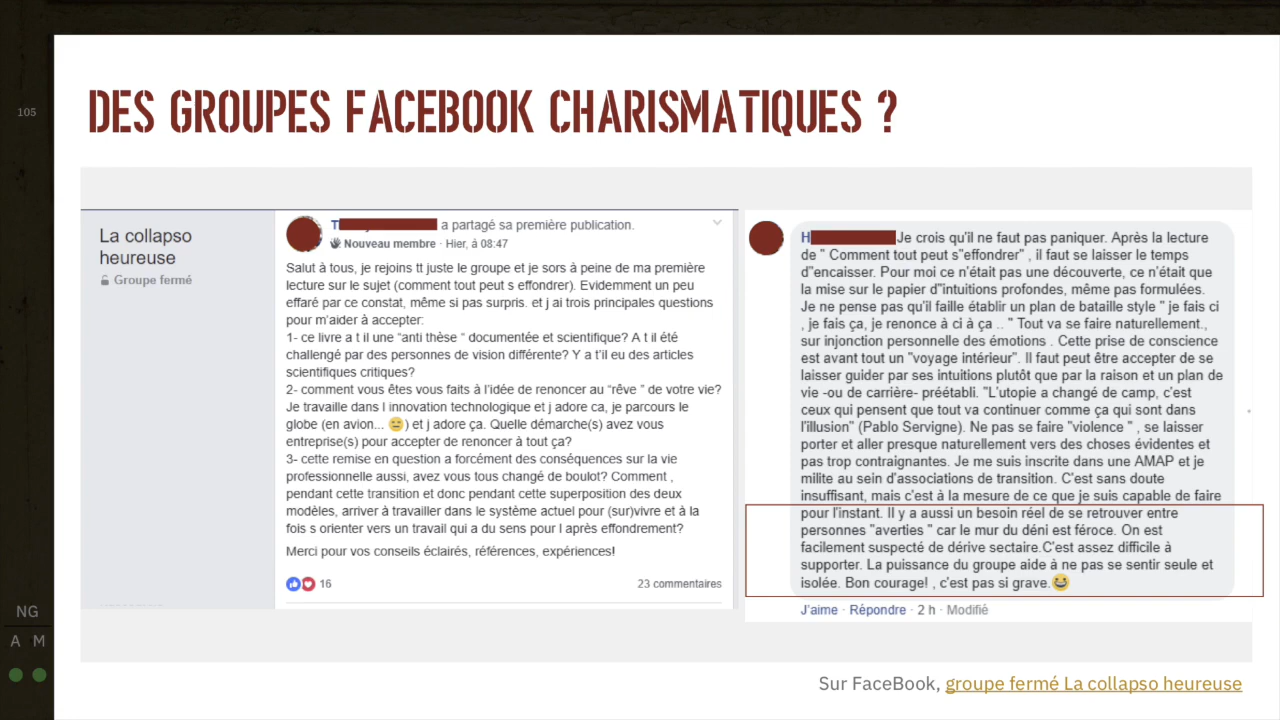 105
DES GROUPES FACEBOOK CHARISMATIQUES ?
La collapso
heureuse
Groupe fermé
T a partagé sa première publication.
Nouveau membre · Hier, à 08:47
Salut à tous, je rejoins tt juste le groupe et je sors à peine de ma première
lecture sur le sujet (comment tout peut s effondrer). Evidemment un peu
effaré par ce constat, même si pas surpris. et j ai trois principales questions
pour m'aider à accepter:
1- ce livre a t il une "anti thèse " documentée et scientifique? A t il été
challengé par des personnes de vision différente? Y a t'il eu des articles
scientifiques critiques?
2- comment vous êtes vous faits à l'idée de renoncer au "rêve " de votre vie?
Je travaille dans l innovation technologique et j adore ca, je parcours le
globe (en avion... 😅) et j adore ça. Quelle démarche(s) avez vous
entreprise(s) pour accepter de renoncer à tout ça?
3- cette remise en question a forcément des conséquences sur la vie
professionnelle aussi, avez vous tous changé de boulot? Comment ,
pendant cette transition et donc pendant cette superposition des deux
modèles, arriver à travailler dans le système actuel pour (sur)vivre et à la
fois s orienter vers un travail qui a du sens pour l après effondrement?
Merci pour vos conseils éclairés, références, expériences!
16
23 commentaires
H Je crois qu'il ne faut pas paniquer. Après la lecture
de " Comment tout peut s"effondrer" , il faut se laisser le temps
d"encaisser. Pour moi ce n'était pas une découverte, ce n'était que
la mise sur le papier d"intuitions profondes, même pas formulées.
Je ne pense pas qu'il faille établir un plan de bataille style " je fais ci
, je fais ça, je renonce à ci à ça .. " Tout va se faire naturellement.,
sur injonction personnelle des émotions . Cette prise de conscience
est avant tout un "voyage intérieur". Il faut peut être accepter de se
laisser guider par ses intuitions plutôt que par la raison et un plan de
vie -ou de carrière- préétabli. "L'utopie a changé de camp, c'est
ceux qui pensent que tout va continuer comme ça qui sont dans
l'illusion" (Pablo Servigne). Ne pas se faire "violence " , se laisser
porter et aller presque naturellement vers des choses évidentes et
pas trop contraignantes. Je me suis inscrite dans une AMAP et je
milite au sein d'associations de transition. C'est sans doute
insuffisant, mais c'est à la mesure de ce que je suis capable de faire
pour l'instant. Il y a aussi un besoin réel de se retrouver entre
personnes "averties " car le mur du déni est féroce. On est
facilement suspecté de dérive sectaire.C'est assez difficile à
supporter. La puissance du groupe aide à ne pas se sentir seule et
isolée. Bon courage! , c'est pas si grave.😆
J'aime · Répondre · 2 h · Modifié
NG
A M
Sur FaceBook, groupe fermé La collapso heureuse